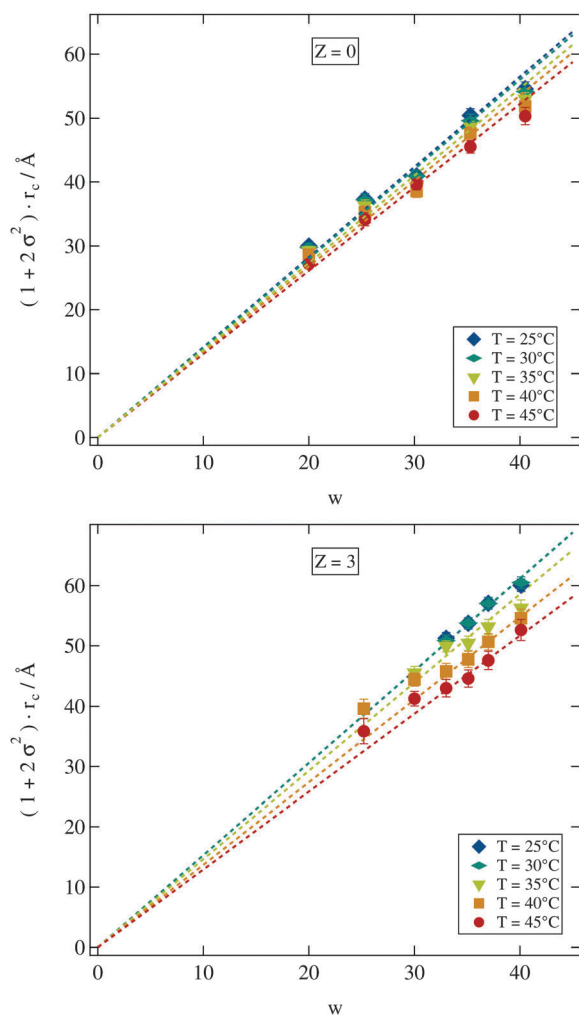 Z = 0
60
50
40
30
20
10
0
( 1 + 2 σ² ) · r_c / Å
T = 25°C
T = 30°C
T = 35°C
T = 40°C
T = 45°C
0 10 20 30 40
w
Z = 3
60
50
40
30
20
10
0
( 1 + 2 σ² ) · r_c / Å
T = 25°C
T = 30°C
T = 35°C
T = 40°C
T = 45°C
0 10 20 30 40
w